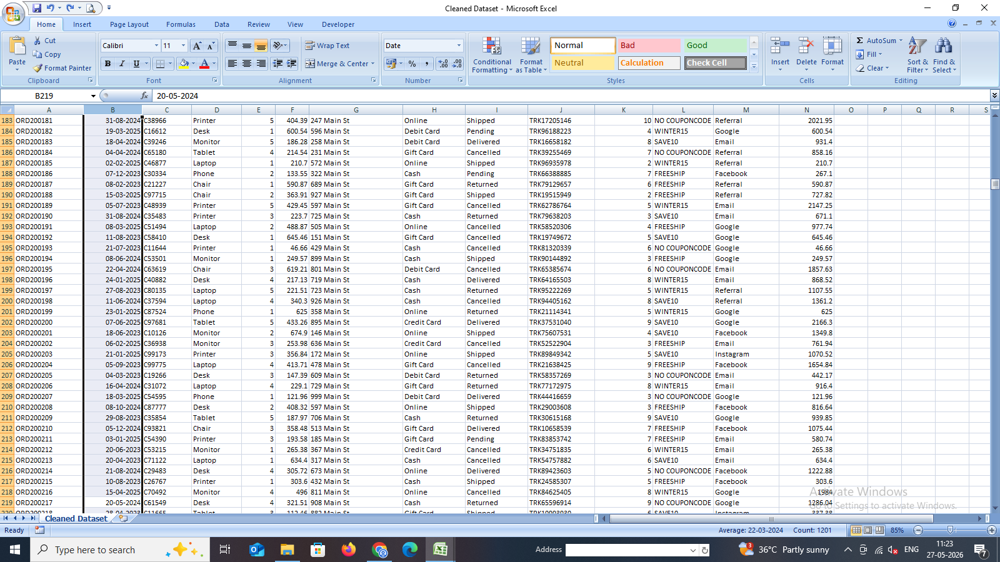 Cleaned Dataset - Microsoft Excel
Home Insert Page Layout Formulas Data Review View Developer
Paste Cut Copy Format Painter Clipboard
Calibri 11 A A B I U A Font
Wrap Text Merge & Center Alignment
Date % , Number
Conditional Formatting Format as Table Normal Bad Good Neutral Calculation Check Cell Styles
Insert Delete Format Cells
Σ AutoSum Fill Clear Sort & Filter Find & Select Editing
B219 fx 20-05-2024
A B C D E F G H I J K L M N O P Q R S
183 ORD200181 31-08-2024 C38966 Printer 5 404.39 247 Main St Online Shipped TRK17205146 10 NO COUPONCODE Referral 2021.95
184 ORD200182 19-03-2025 C16612 Desk 1 600.54 596 Main St Debit Card Pending TRK96188223 4 WINTER15 Google 600.54
185 ORD200183 18-04-2024 C39246 Monitor 5 186.28 258 Main St Debit Card Delivered TRK16658182 8 SAVE10 Email 931.4
186 ORD200184 04-04-2024 C65180 Tablet 4 214.54 231 Main St Gift Card Cancelled TRK39255469 7 NO COUPONCODE Referral 858.16
187 ORD200185 02-02-2025 C46877 Laptop 1 210.7 572 Main St Online Shipped TRK96935978 2 WINTER15 Referral 210.7
188 ORD200186 07-12-2023 C30334 Phone 2 133.55 322 Main St Cash Pending TRK66388885 7 FREESHIP Facebook 267.1
189 ORD200187 08-02-2023 C21227 Chair 1 590.87 689 Main St Gift Card Returned TRK79129657 6 FREESHIP Referral 590.87
190 ORD200188 15-03-2025 C97715 Chair 2 363.91 927 Main St Gift Card Shipped TRK19515949 2 FREESHIP Referral 727.82
191 ORD200189 05-07-2023 C48939 Printer 5 429.45 597 Main St Gift Card Cancelled TRK62786764 5 WINTER15 Email 2147.25
192 ORD200190 31-08-2024 C35483 Printer 3 223.7 725 Main St Cash Returned TRK79638203 3 SAVE10 Email 671.1
193 ORD200191 08-03-2025 C51494 Laptop 2 488.87 505 Main St Online Cancelled TRK58520306 4 FREESHIP Google 977.74
194 ORD200192 11-08-2023 C58410 Desk 1 645.46 151 Main St Gift Card Cancelled TRK19749672 5 SAVE10 Google 645.46
195 ORD200193 21-07-2023 C11644 Printer 1 46.66 429 Main St Cash Cancelled TRK81320339 6 NO COUPONCODE Google 46.66
196 ORD200194 08-06-2024 C53501 Monitor 1 249.57 899 Main St Cash Shipped TRK90144892 3 FREESHIP Google 249.57
197 ORD200195 22-04-2024 C63619 Chair 3 619.21 801 Main St Debit Card Cancelled TRK65385674 6 NO COUPONCODE Email 1857.63
198 ORD200196 24-01-2025 C40882 Desk 4 217.13 719 Main St Cash Delivered TRK64165503 8 WINTER15 Email 868.52
199 ORD200197 27-08-2023 C80135 Laptop 5 221.51 723 Main St Cash Returned TRK95222269 5 WINTER15 Referral 1107.55
200 ORD200198 11-06-2024 C37594 Laptop 4 340.3 926 Main St Cash Cancelled TRK94405162 8 SAVE10 Referral 1361.2
201 ORD200199 23-01-2025 C87524 Phone 1 625 358 Main St Online Returned TRK21114341 5 WINTER15 Google 625
202 ORD200200 07-06-2025 C97681 Tablet 5 433.26 895 Main St Credit Card Delivered TRK37531040 9 SAVE10 Google 2166.3
203 ORD200201 18-06-2023 C10126 Monitor 2 674.9 146 Main St Online Shipped TRK75607531 4 SAVE10 Facebook 1349.8
204 ORD200202 06-02-2025 C36938 Monitor 3 253.98 636 Main St Credit Card Cancelled TRK52522904 3 FREESHIP Email 761.94
205 ORD200203 21-01-2025 C99173 Printer 3 356.84 172 Main St Online Shipped TRK89849342 5 SAVE10 Instagram 1070.52
206 ORD200204 05-09-2023 C99775 Laptop 4 413.71 478 Main St Gift Card Cancelled TRK21638425 9 FREESHIP Facebook 1654.84
207 ORD200205 04-03-2023 C19266 Desk 3 147.39 609 Main St Debit Card Returned TRK58357269 3 NO COUPONCODE Email 442.17
208 ORD200206 16-04-2024 C31072 Laptop 4 229.1 729 Main St Gift Card Returned TRK77172975 8 WINTER15 Email 916.4
209 ORD200207 18-03-2025 C54595 Phone 1 121.96 999 Main St Debit Card Delivered TRK44416659 3 NO COUPONCODE Google 121.96
210 ORD200208 08-10-2024 C87777 Desk 2 408.32 597 Main St Online Shipped TRK29003608 3 FREESHIP Facebook 816.64
211 ORD200209 29-08-2023 C35854 Tablet 5 187.97 706 Main St Cash Returned TRK30615168 9 SAVE10 Google 939.85
212 ORD200210 05-12-2024 C93821 Chair 3 358.48 513 Main St Gift Card Delivered TRK10658539 7 FREESHIP Facebook 1075.44
213 ORD200211 03-01-2025 C54390 Printer 3 193.58 185 Main St Gift Card Pending TRK83853742 7 FREESHIP Email 580.74
214 ORD200212 20-06-2023 C53215 Monitor 1 265.38 367 Main St Credit Card Cancelled TRK34751835 6 WINTER15 Email 265.38
215 ORD200213 20-04-2023 C71122 Laptop 1 634.4 317 Main St Cash Cancelled TRK54757882 6 SAVE10 Email 634.4
216 ORD200214 21-08-2024 C29483 Desk 4 305.72 673 Main St Online Delivered TRK89423603 5 NO COUPONCODE Facebook 1222.88
217 ORD200215 10-08-2023 C26767 Printer 1 303.6 432 Main St Cash Shipped TRK24585307 5 FREESHIP Facebook 303.6
218 ORD200216 15-04-2025 C70492 Monitor 4 496 811 Main St Online Cancelled TRK84625405 8 WINTER15 Google 1984
219 ORD200217 20-05-2024 C61549 Desk 4 321.51 908 Main St Cash Returned TRK65596914 9 NO COUPONCODE Google 1286.04
Activate Windows
Go to Settings to activate Windows.
Cleaned Dataset
Ready Average: 22-03-2024 Count: 1201 85%
Type here to search Address 3 36°C Partly sunny ENG 11:23 27-05-2026 7